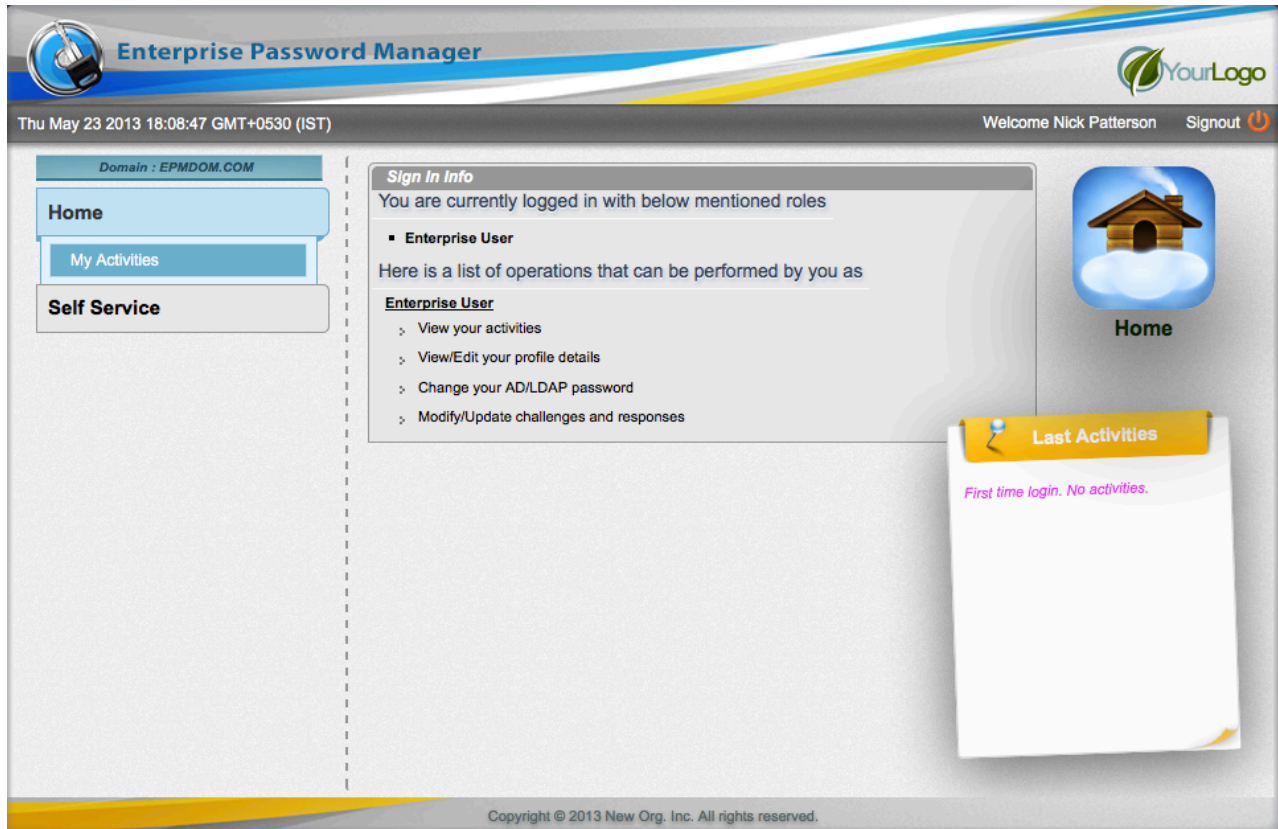 Enterprise Password Manager
YourLogo
Thu May 23 2013 18:08:47 GMT+0530 (IST)
Welcome Nick Patterson
Signout
Domain : EPMDOM.COM
Home
My Activities
Self Service
Sign In Info
You are currently logged in with below mentioned roles
Enterprise User
Here is a list of operations that can be performed by you as
Enterprise User
View your activities
View/Edit your profile details
Change your AD/LDAP password
Modify/Update challenges and responses
Home
Last Activities
First time login. No activities.
Copyright © 2013 New Org. Inc. All rights reserved.